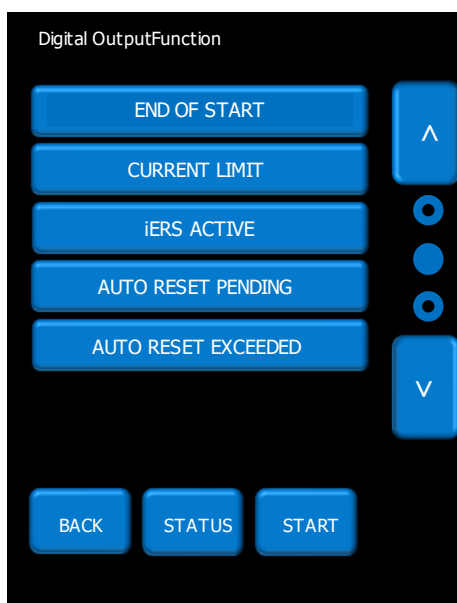 Digital OutputFunction
END OF START
CURRENT LIMIT
iERS ACTIVE
AUTO RESET PENDING
AUTO RESET EXCEEDED
BACK STATUS START